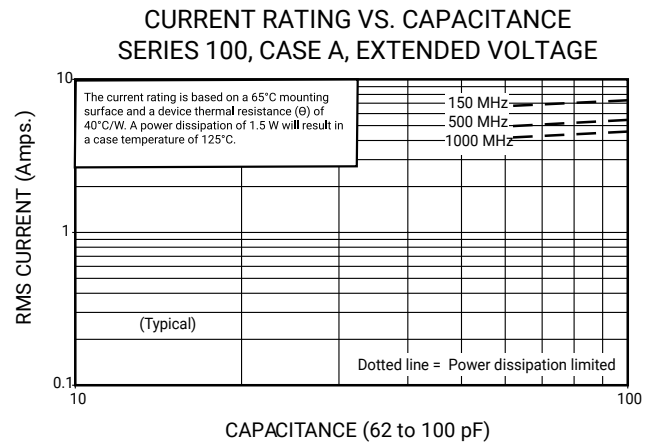 CURRENT RATING VS. CAPACITANCE
SERIES 100, CASE A, EXTENDED VOLTAGE
10
The current rating is based on a 65°C mounting
surface and a device thermal resistance (θ) of
40°C/W. A power dissipation of 1.5 W will result in
a case temperature of 125°C.
150 MHz
500 MHz
1000 MHz
RMS CURRENT (Amps.)
1
(Typical)
Dotted line = Power dissipation limited
0.1
10
100
CAPACITANCE (62 to 100 pF)